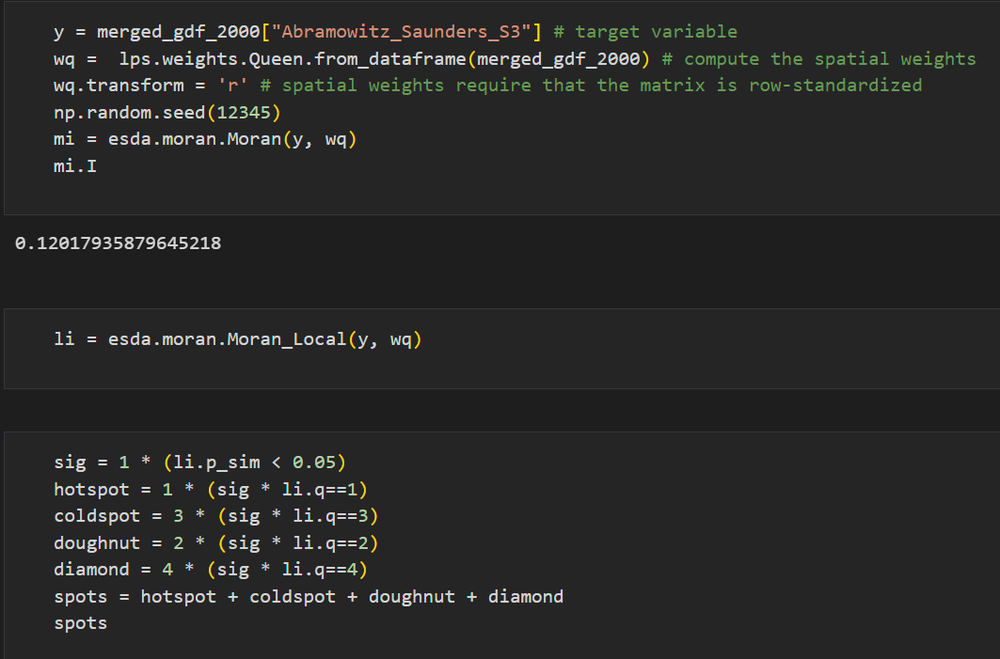 y = merged_gdf_2000["Abramowitz_Saunders_S3"] # target variable
wq =  lps.weights.Queen.from_dataframe(merged_gdf_2000) # compute the spatial weights
wq.transform = 'r' # spatial weights require that the matrix is row-standardized
np.random.seed(12345)
mi = esda.moran.Moran(y, wq)
mi.I
0.12017935879645218
li = esda.moran.Moran_Local(y, wq)
sig = 1 * (li.p_sim < 0.05)
hotspot = 1 * (sig * li.q==1)
coldspot = 3 * (sig * li.q==3)
doughnut = 2 * (sig * li.q==2)
diamond = 4 * (sig * li.q==4)
spots = hotspot + coldspot + doughnut + diamond
spots